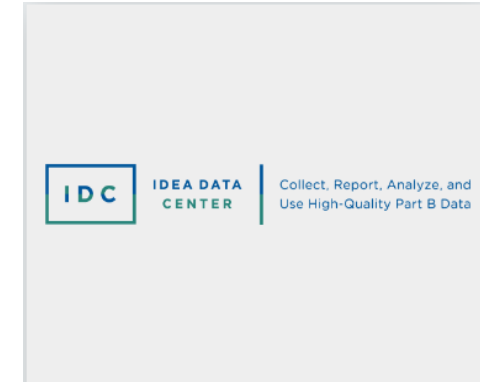 IDC
IDEA DATA
CENTER
Collect, Report, Analyze, and
Use High-Quality Part B Data